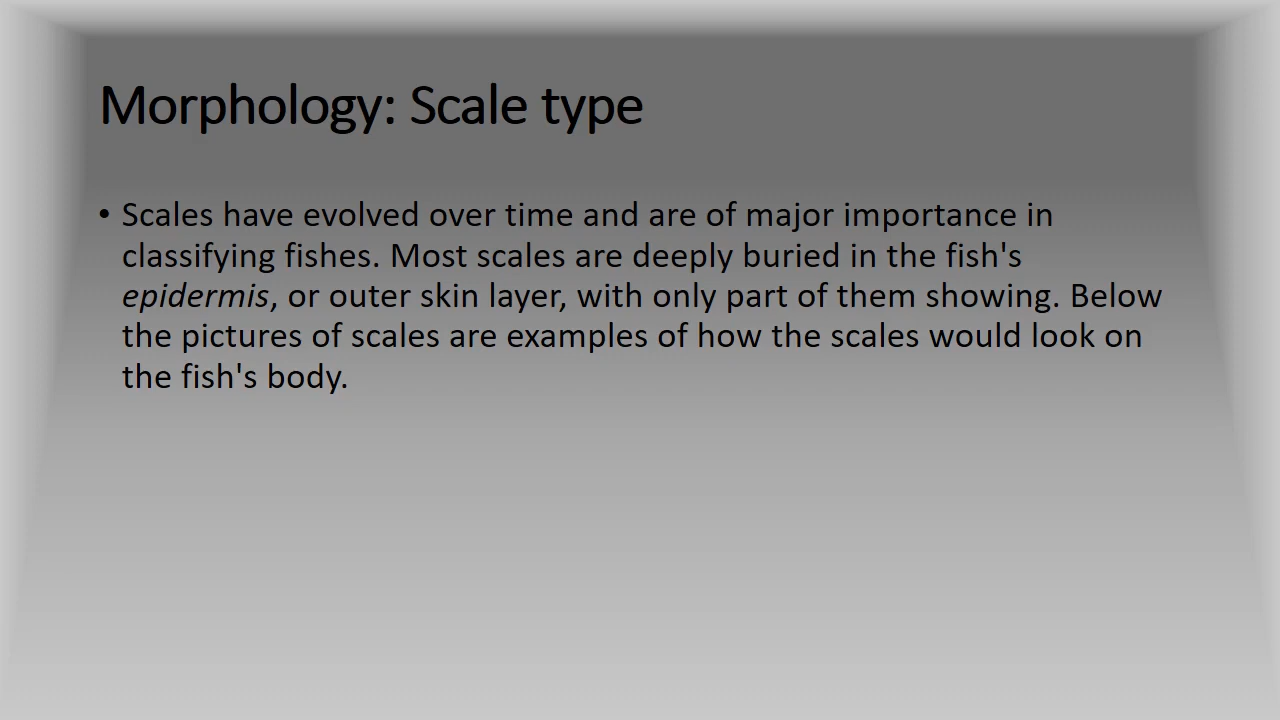 Morphology: Scale type
• Scales have evolved over time and are of major importance in
classifying fishes. Most scales are deeply buried in the fish's
epidermis, or outer skin layer, with only part of them showing. Below
the pictures of scales are examples of how the scales would look on
the fish's body.